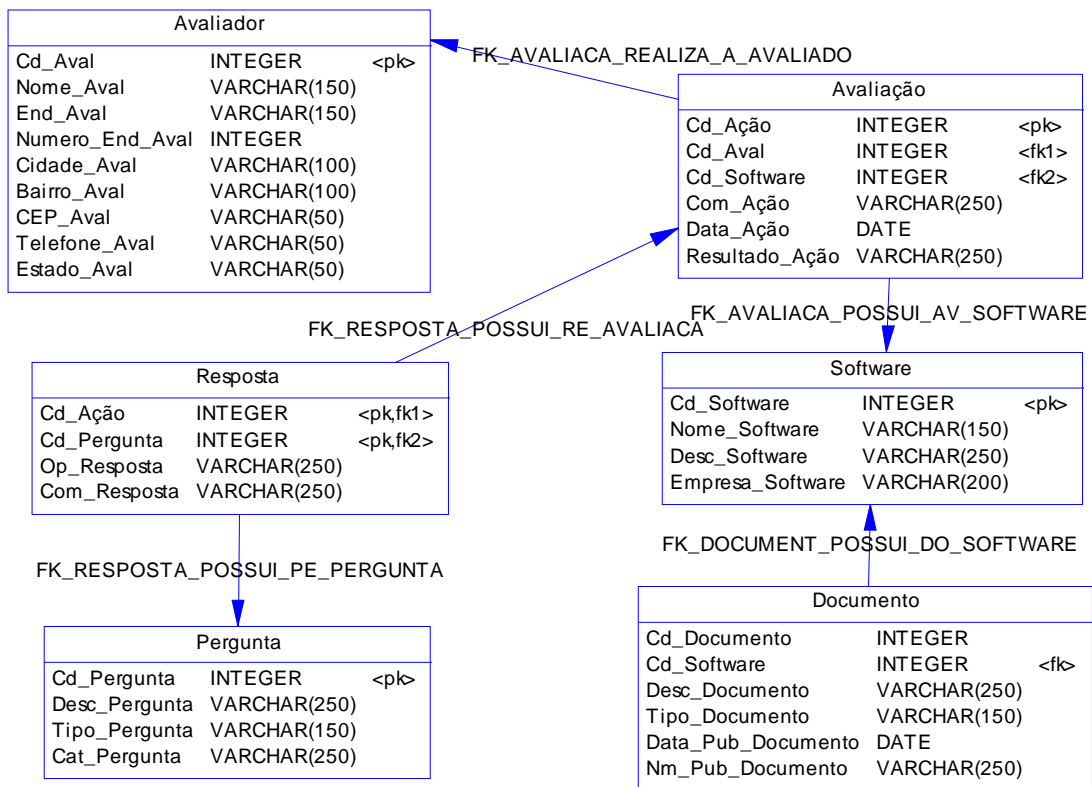 Avaliador
Cd_Aval INTEGER <pk>
Nome_Aval VARCHAR(150)
End_Aval VARCHAR(150)
Numero_End_Aval INTEGER
Cidade_Aval VARCHAR(100)
Bairro_Aval VARCHAR(100)
CEP_Aval VARCHAR(50)
Telefone_Aval VARCHAR(50)
Estado_Aval VARCHAR(50)
FK_AVALIACA_REALIZA_A_AVALIADO
Avaliação
Cd_Ação INTEGER <pk>
Cd_Aval INTEGER <fk1>
Cd_Software INTEGER <fk2>
Com_Ação VARCHAR(250)
Data_Ação DATE
Resultado_Ação VARCHAR(250)
FK_RESPOSTA_POSSUI_RE_AVALIACA
FK_AVALIACA_POSSUI_AV_SOFTWARE
Resposta
Cd_Ação INTEGER <pk,fk1>
Cd_Pergunta INTEGER <pk,fk2>
Op_Resposta VARCHAR(250)
Com_Resposta VARCHAR(250)
Software
Cd_Software INTEGER <pk>
Nome_Software VARCHAR(150)
Desc_Software VARCHAR(250)
Empresa_Software VARCHAR(200)
FK_RESPOSTA_POSSUI_PE_PERGUNTA
FK_DOCUMENT_POSSUI_DO_SOFTWARE
Pergunta
Cd_Pergunta INTEGER <pk>
Desc_Pergunta VARCHAR(250)
Tipo_Pergunta VARCHAR(150)
Cat_Pergunta VARCHAR(250)
Documento
Cd_Documento INTEGER
Cd_Software INTEGER <fk>
Desc_Documento VARCHAR(250)
Tipo_Documento VARCHAR(150)
Data_Pub_Documento DATE
Nm_Pub_Documento VARCHAR(250)